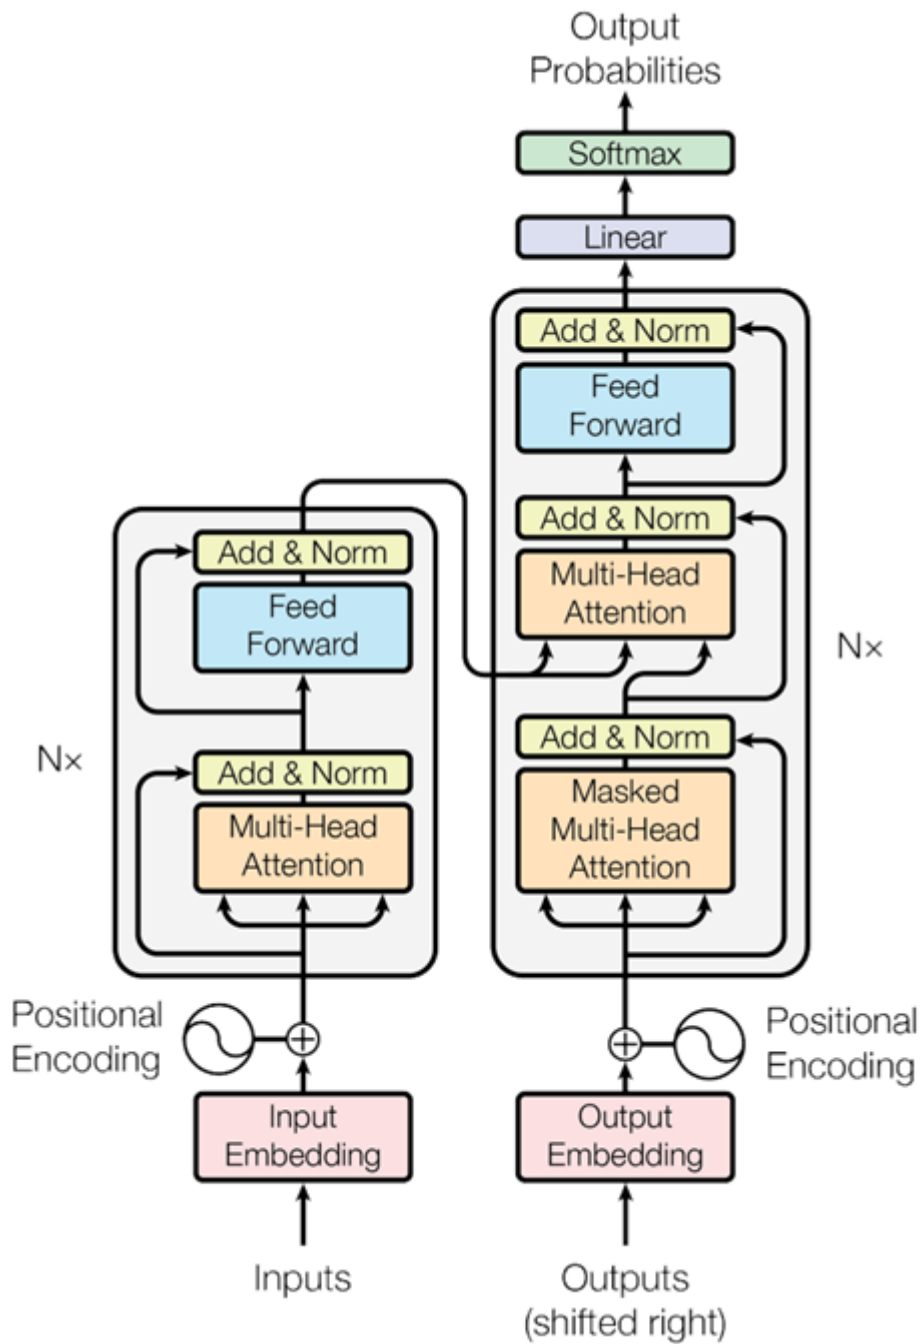 Output
Probabilities
Softmax
Linear
Add & Norm
Feed
Forward
Add & Norm
Multi-Head
Attention
Add & Norm
Masked
Multi-Head
Attention
N×
Add & Norm
Feed
Forward
Add & Norm
Multi-Head
Attention
N×
Positional
Encoding
Positional
Encoding
Input
Embedding
Output
Embedding
Inputs
Outputs
(shifted right)